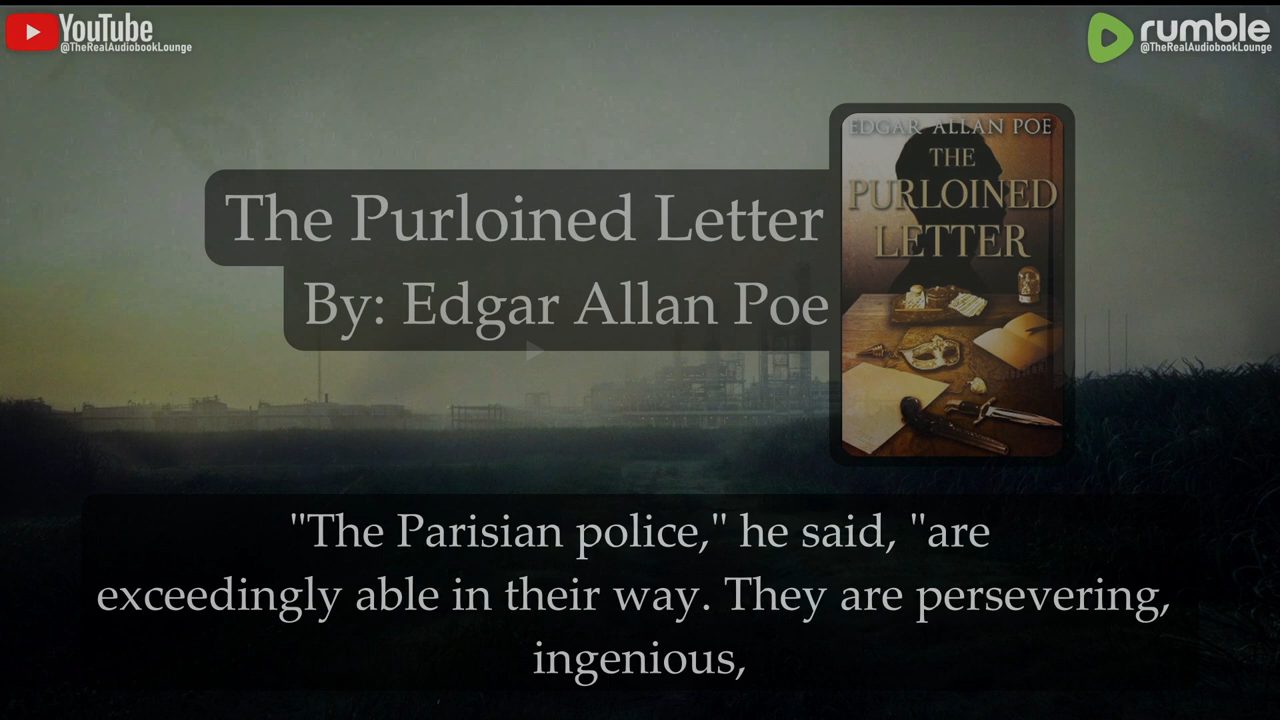 YouTube
@TheRealAudiobookLounge
rumble
@TheRealAudiobookLounge
EDGAR ALLAN POE
THE
PURLOINED
LETTER
The Purloined Letter
By: Edgar Allan Poe
"The Parisian police," he said, "are
exceedingly able in their way. They are persevering,
ingenious,